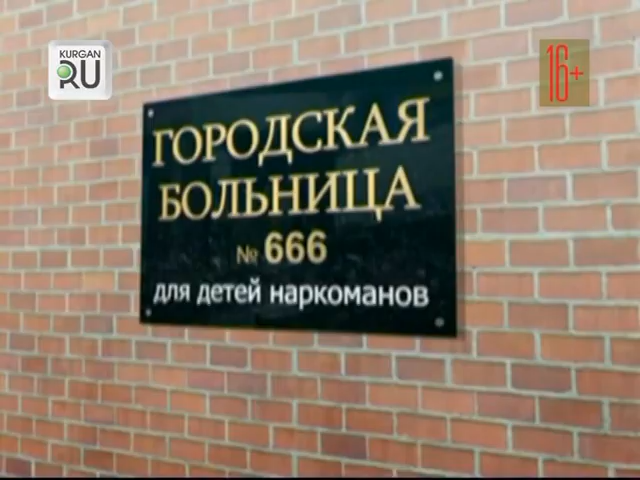 KURGAN
RU
16+
ГОРОДСКАЯ
БОЛЬНИЦА
№ 666
для детей наркоманов